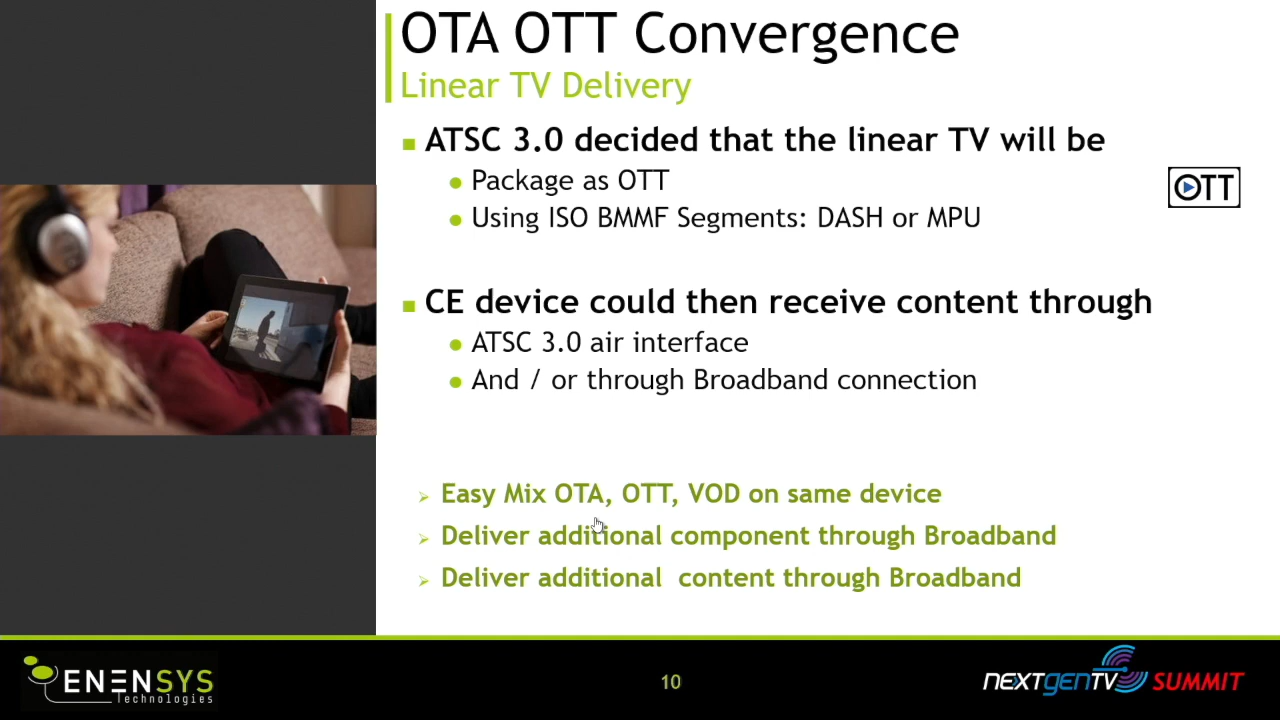 OTA OTT Convergence
Linear TV Delivery
ATSC 3.0 decided that the linear TV will be
Package as OTT
Using ISO BMMF Segments: DASH or MPU
OTT
CE device could then receive content through
ATSC 3.0 air interface
And / or through Broadband connection
Easy Mix OTA, OTT, VOD on same device
Deliver additional component through Broadband
Deliver additional content through Broadband
ENENSYS
Technologies
10
NEXTGENTV SUMMIT